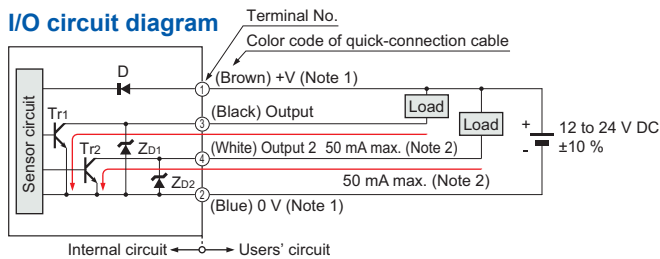 I/O circuit diagram
Terminal No.
Color code of quick-connection cable
D
1
(Brown) +V (Note 1)
Tr1
3
(Black) Output
Load
Load
+
-
12 to 24 V DC
±10 %
Sensor circuit
ZD1
Tr2
4
(White) Output 2 50 mA max. (Note 2)
ZD2
50 mA max. (Note 2)
2
(Blue) 0 V (Note 1)
Internal circuit
Users' circuit